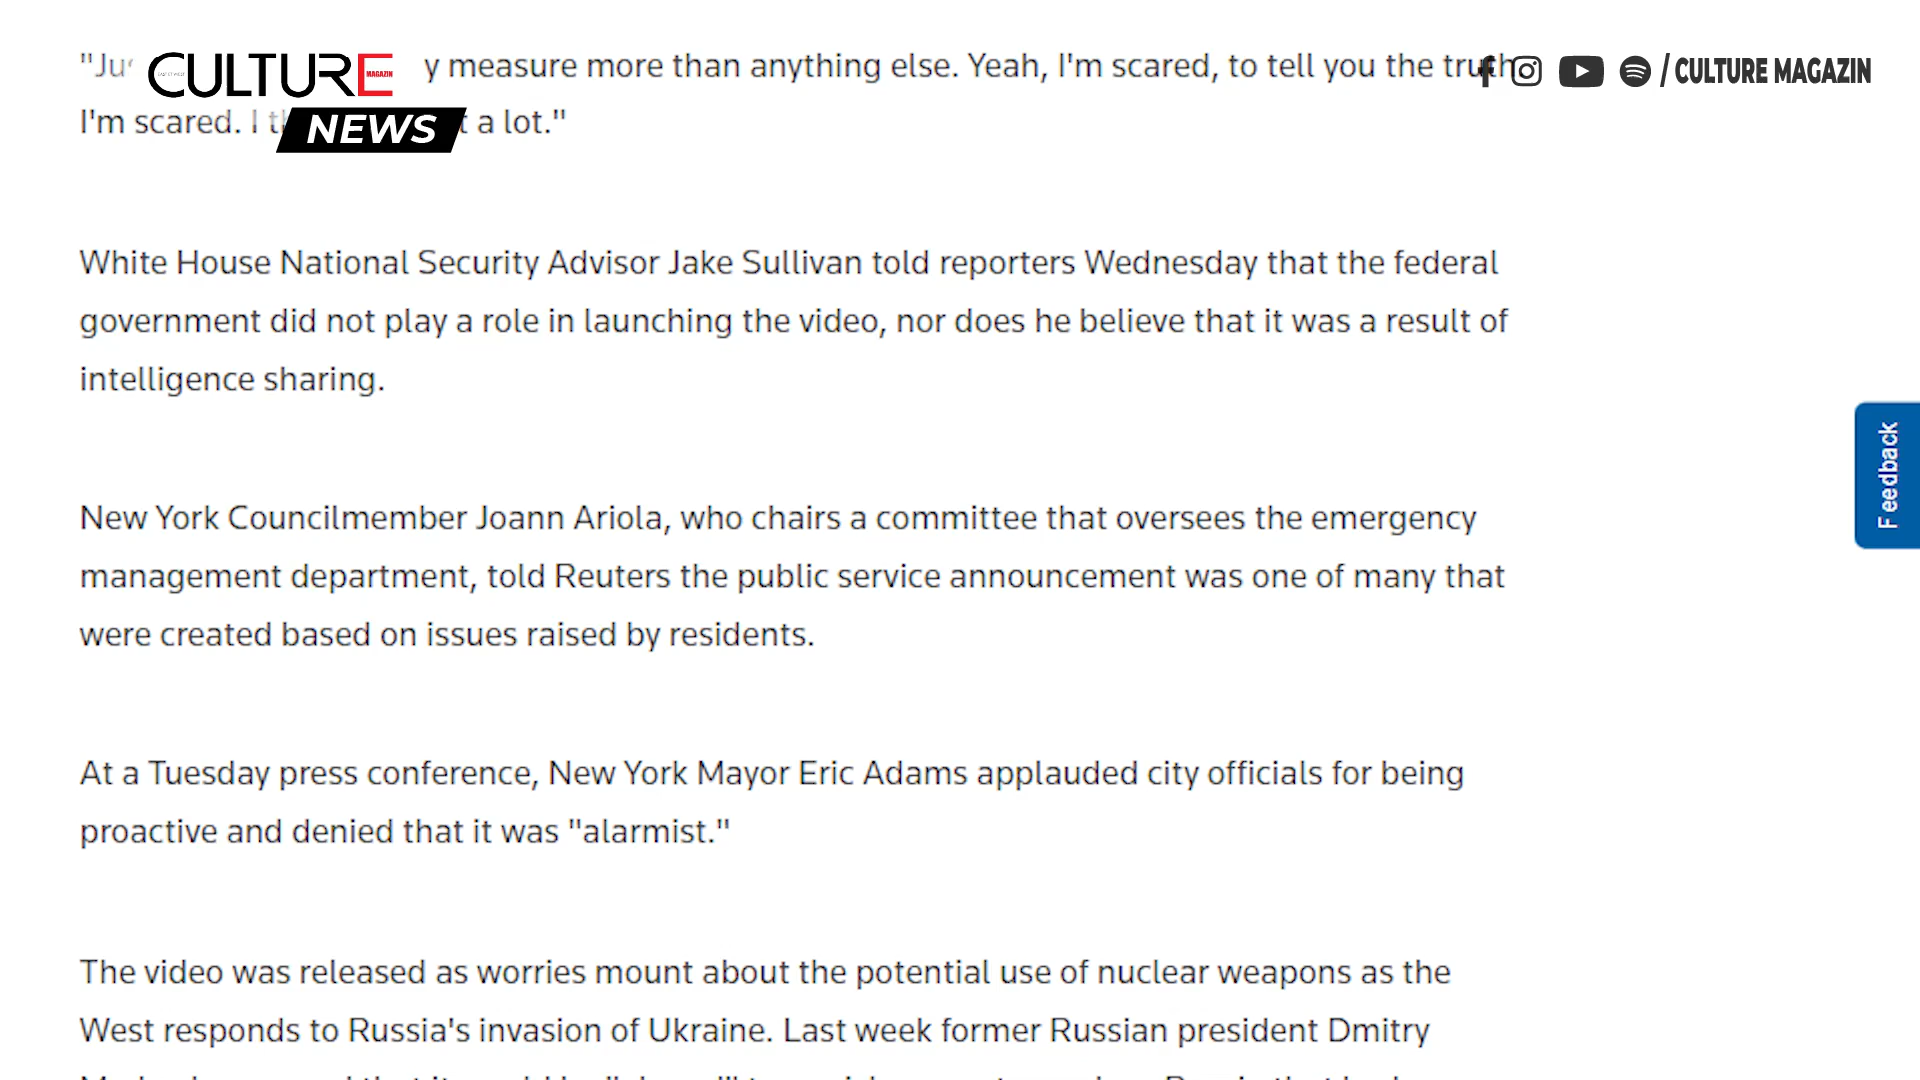 CULTURE
MAGAZIN
NEWS
/ CULTURE MAGAZIN
"Ju y measure more than anything else. Yeah, I'm scared, to tell you the truth
I'm scared. I a lot."
White House National Security Advisor Jake Sullivan told reporters Wednesday that the federal
government did not play a role in launching the video, nor does he believe that it was a result of
intelligence sharing.
Feedback
New York Councilmember Joann Ariola, who chairs a committee that oversees the emergency
management department, told Reuters the public service announcement was one of many that
were created based on issues raised by residents.
At a Tuesday press conference, New York Mayor Eric Adams applauded city officials for being
proactive and denied that it was "alarmist."
The video was released as worries mount about the potential use of nuclear weapons as the
West responds to Russia's invasion of Ukraine. Last week former Russian president Dmitry